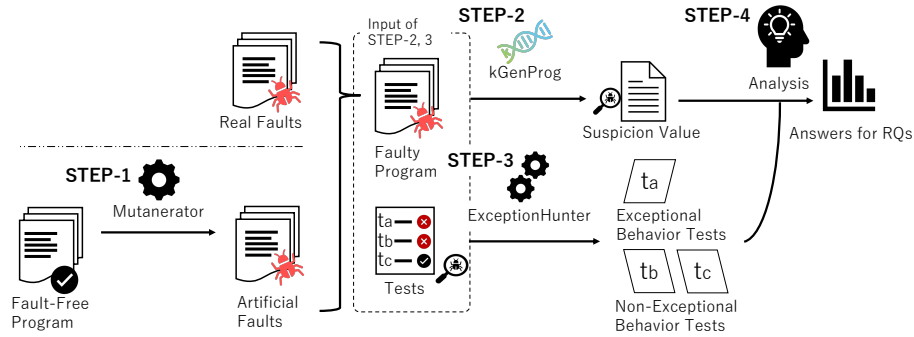 Input of
STEP-2, 3
STEP-2
kGenProg
STEP-4
Analysis
Answers for RQs
Real Faults
Suspicion Value
Faulty
Program
STEP-1
Mutanerator
STEP-3
ExceptionHunter
ta
tb
tc
Tests
ta
Exceptional
Behavior Tests
tb
tc
Non-Exceptional
Behavior Tests
Fault-Free
Program
Artificial
Faults